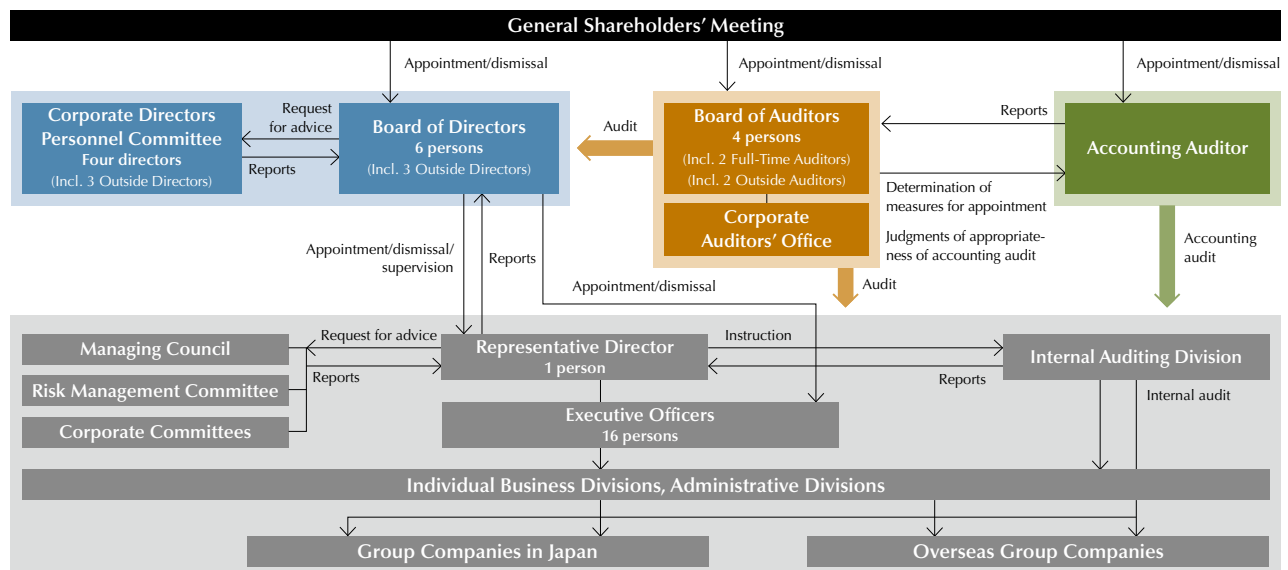 General Shareholders' Meeting
Appointment/dismissal
Appointment/dismissal
Appointment/dismissal
Corporate Directors
Personnel Committee
Four directors
(Incl. 3 Outside Directors)
Request
for advice
Reports
Board of Directors
6 persons
(Incl. 3 Outside Directors)
Audit
Board of Auditors
4 persons
(Incl. 2 Full-Time Auditors)
(Incl. 2 Outside Auditors)
Corporate
Auditors' Office
Reports
Determination of
measures for appointment
Judgments of appropriate-
ness of accounting audit
Accounting Auditor
Appointment/dismissal/
supervision
Reports
Appointment/dismissal
Audit
Accounting
audit
Managing Council
Risk Management Committee
Corporate Committees
Request for advice
Reports
Representative Director
1 person
Instruction
Reports
Internal Auditing Division
Internal audit
Executive Officers
16 persons
Individual Business Divisions, Administrative Divisions
Group Companies in Japan
Overseas Group Companies